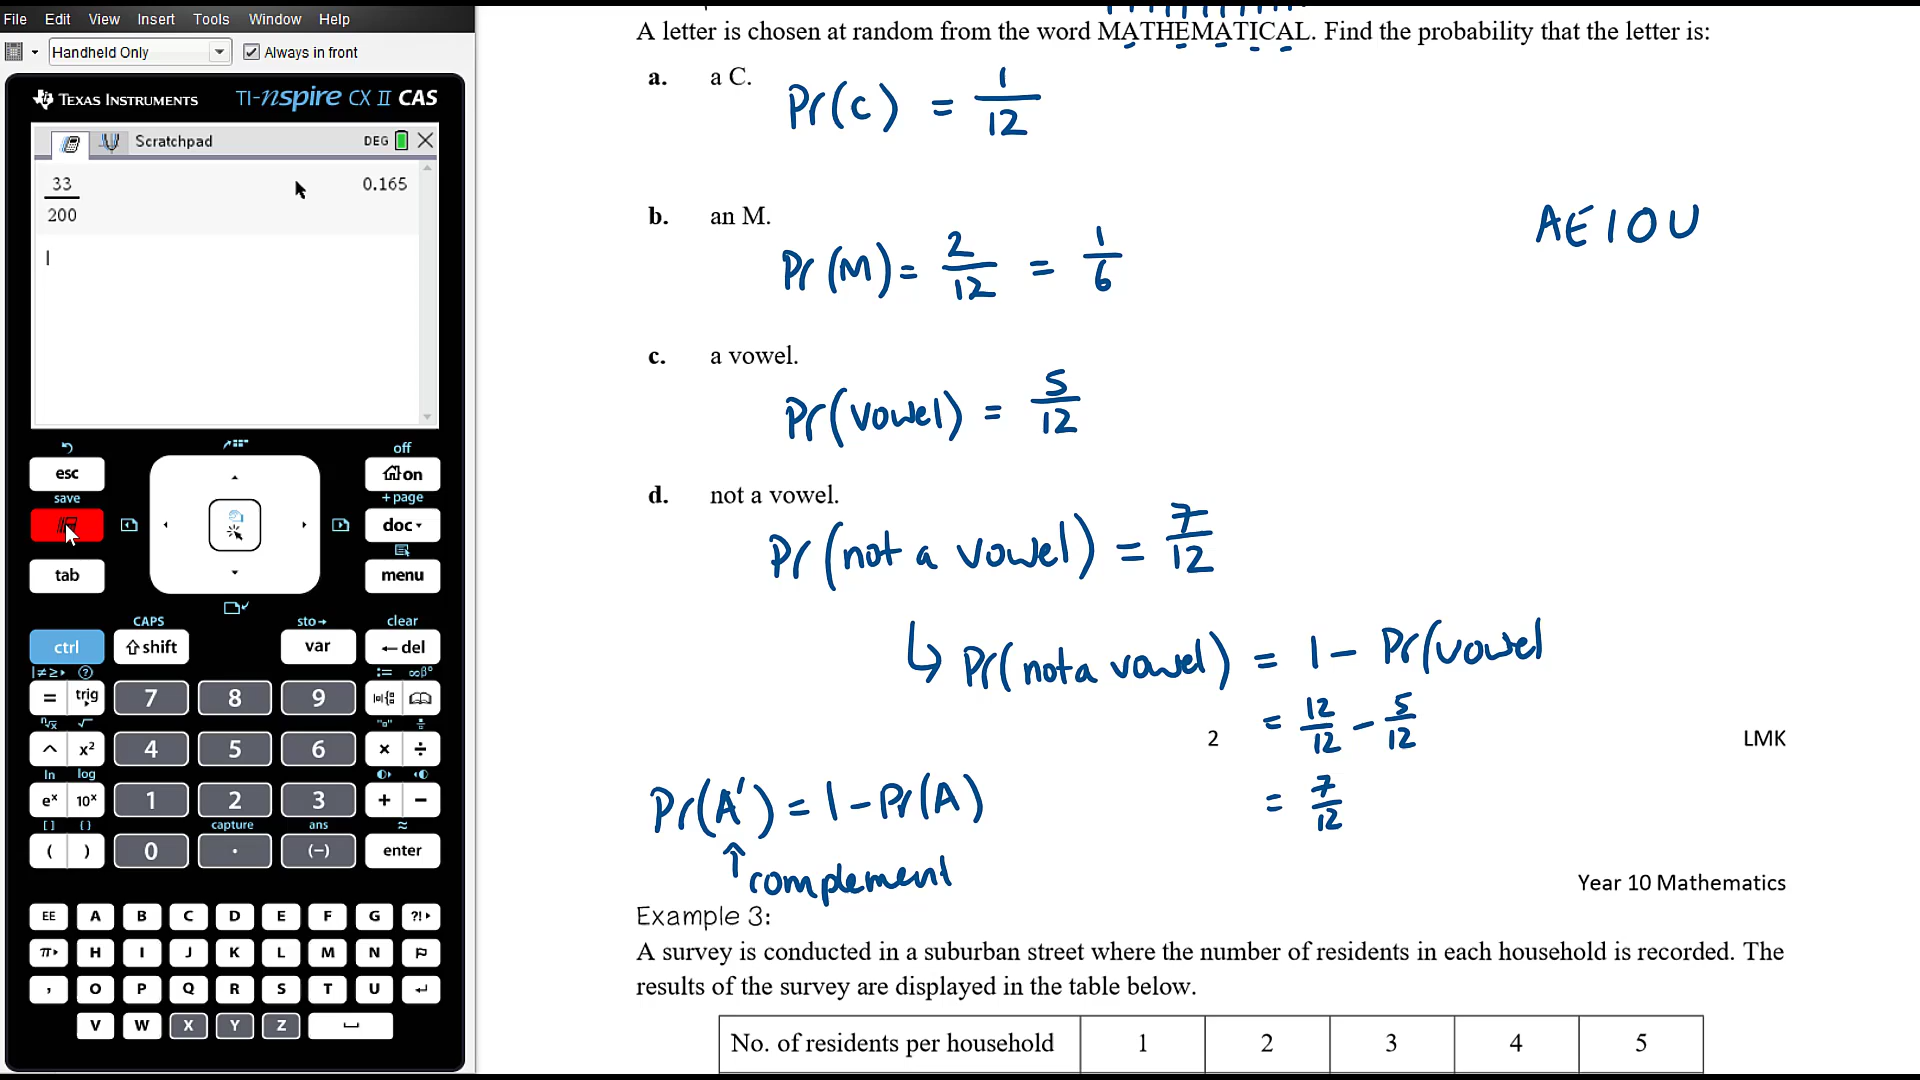 File Edit View Insert Tools Window Help
Handheld Only Always in front
TEXAS INSTRUMENTS TI-nspire CX II CAS
Scratchpad DEG
33
200
0.165
off
esc on
save +page
doc
tab menu
CAPS sto→ clear
ctrl shift var ←del
= trig 7 8 9
^ x² 4 5 6 × ÷
ln log
eˣ 10ˣ 1 2 3 + −
[] {} capture ans ≈
( ) 0 . (−) enter
EE A B C D E F G ?!
π H I J K L M N
, O P Q R S T U
V W X Y Z
A letter is chosen at random from the word MATHEMATICAL. Find the probability that the letter is:
a. a C.
Pr(C) = 1/12
b. an M.
Pr(M) = 2/12 = 1/6
AEIOU
c. a vowel.
Pr(vowel) = 5/12
d. not a vowel.
Pr(not a vowel) = 7/12
↳ Pr(not a vowel) = 1 − Pr(vowel
= 12/12 − 5/12
= 7/12
2 LMK
Pr(A') = 1 − Pr(A)
↑ complement
Year 10 Mathematics
Example 3:
A survey is conducted in a suburban street where the number of residents in each household is recorded. The
results of the survey are displayed in the table below.
No. of residents per household 1 2 3 4 5